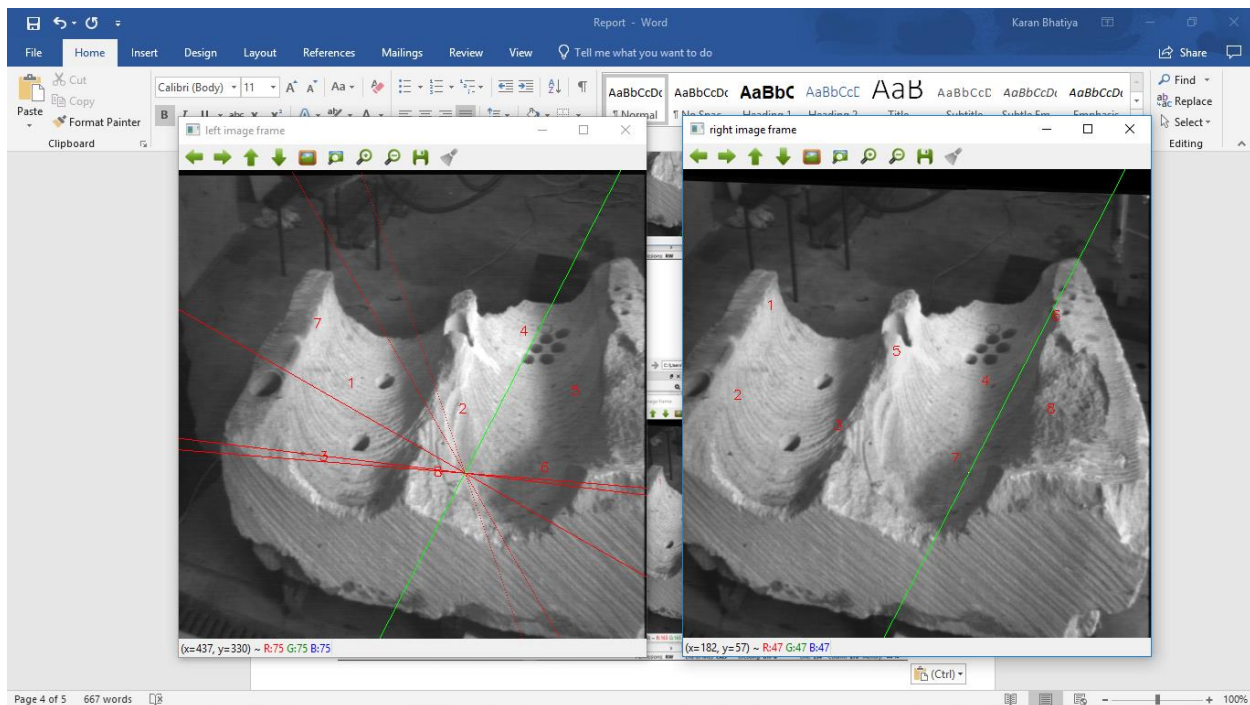 Report - Word
Karan Bhatiya
File Home Insert Design Layout References Mailings Review View Tell me what you want to do Share
Cut
Copy
Paste
Format Painter
Clipboard
Calibri (Body) 11 A A Aa
AaBbCcDc AaBbCcDc AaBbC AaBbCcE AaB AaBbCcD AaBbCcDc AaBbCcDc
Find
Replace
Select
Editing
left image frame
7
4
1
5
2
3
8
6
(x=437, y=330) ~ R:75 G:75 B:75
right image frame
1
6
5
4
2
8
3
7
(x=182, y=57) ~ R:47 G:47 B:47
(Ctrl)
Page 4 of 5 667 words
100%